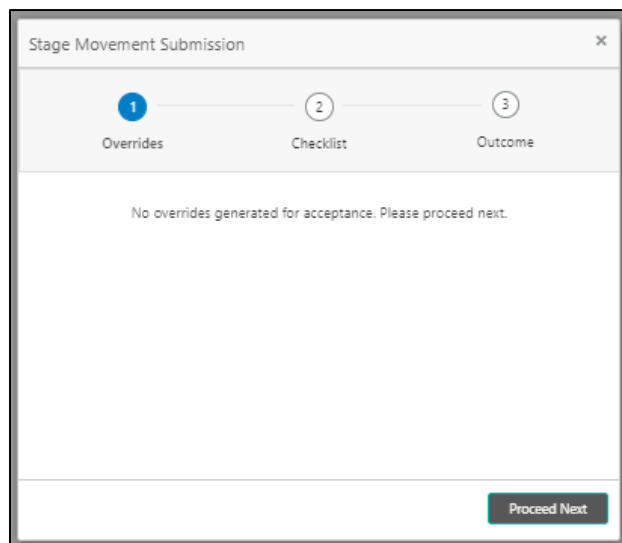 Stage Movement Submission
×
1
2
3
Overrides
Checklist
Outcome
No overrides generated for acceptance. Please proceed next.
Proceed Next